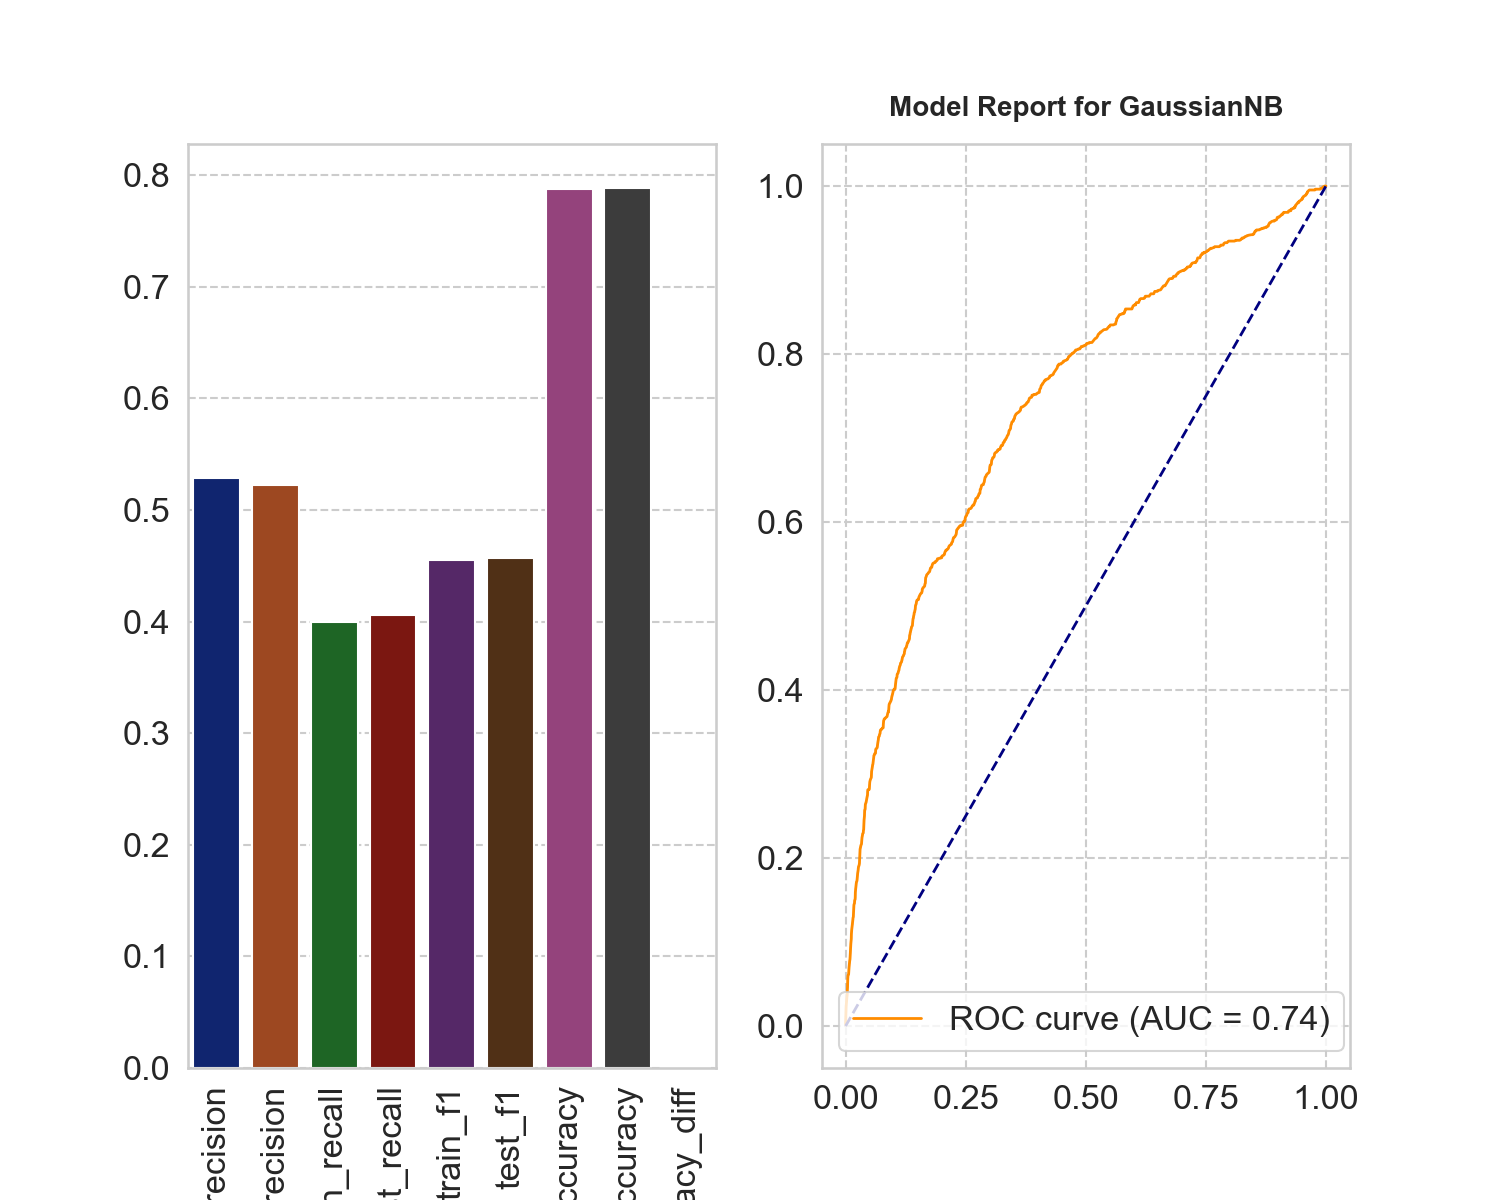 Model Report for GaussianNB
0.8
0.7
0.6
0.5
0.4
0.3
0.2
0.1
0.0
recision
recision
n_recall
t_recall
train_f1
test_f1
ccuracy
ccuracy
acy_diff
1.0
0.8
0.6
0.4
0.2
0.0
ROC curve (AUC = 0.74)
0.00 0.25 0.50 0.75 1.00